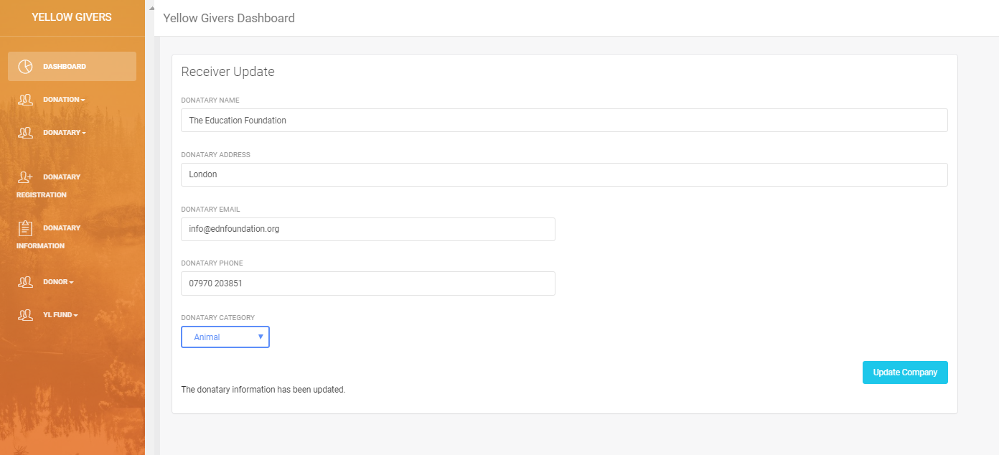 YELLOW GIVERS
Yellow Givers Dashboard
DASHBOARD
DONATION
DONATARY
DONATARY
REGISTRATION
DONATARY
INFORMATION
DONOR
YL FUND
Receiver Update
DONATARY NAME
The Education Foundation
DONATARY ADDRESS
London
DONATARY EMAIL
info@ednfoundation.org
DONATARY PHONE
07970 203851
DONATARY CATEGORY
Animal
Update Company
The donatary information has been updated.